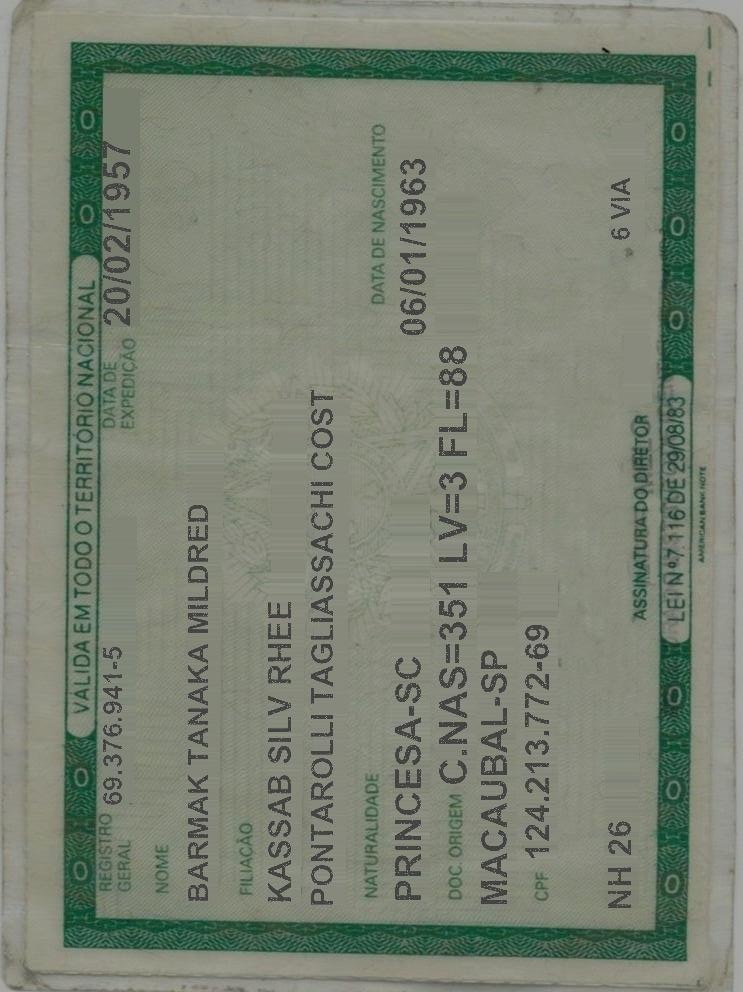 VÁLIDA EM TODO O TERRITÓRIO NACIONAL
REGISTRO GERAL 69.376.941-5 DATA DE EXPEDIÇÃO 20/02/1957
NOME
BARMAK TANAKA MILDRED
FILIAÇÃO
KASSAB SILV RHEE
PONTAROLLI TAGLIASSACHI COST
NATURALIDADE DATA DE NASCIMENTO
PRINCESA-SC 06/01/1963
DOC. ORIGEM C.NAS=351 LV=3 FL=88
MACAUBAL-SP
CPF 124.213.772-69
NH 26 6 VIA
ASSINATURA DO DIRETOR
LEI Nº 7.116 DE 29/08/83
AMERICAN BANK NOTE